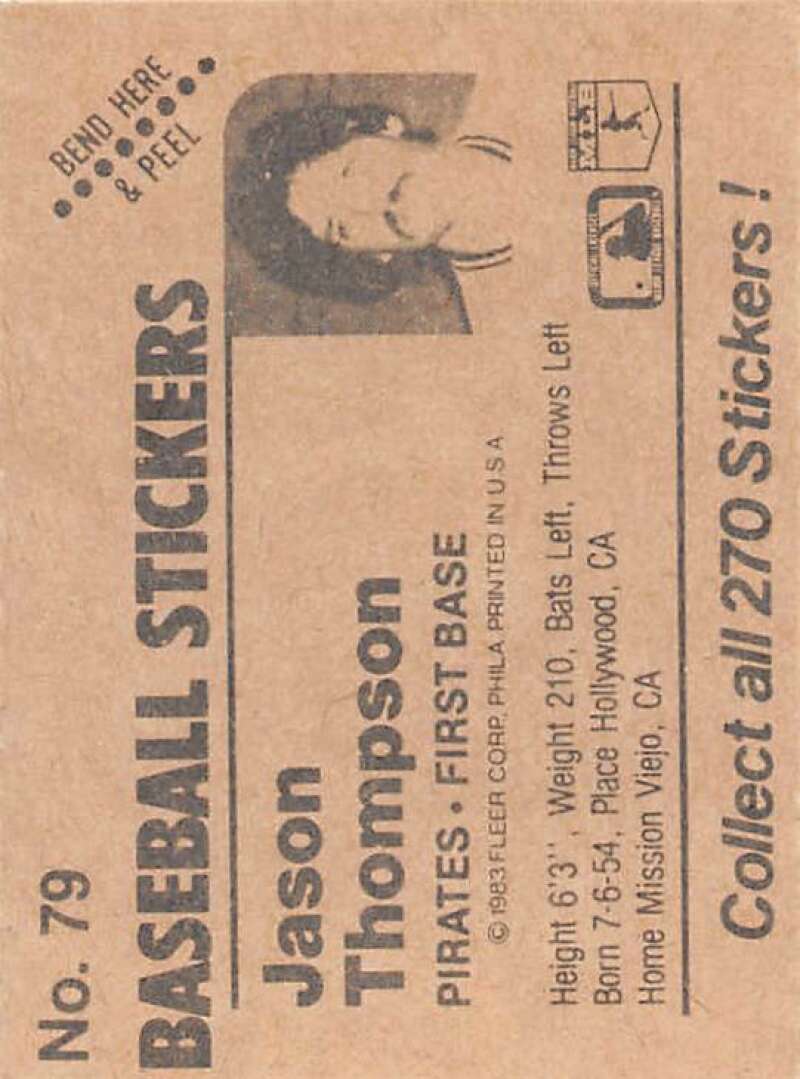 No. 79
BEND HERE
& PEEL
BASEBALL STICKERS
Jason
Thompson
PIRATES • FIRST BASE
© 1983 FLEER CORP. PHILA. PRINTED IN U S A
Height 6'3", Weight 210, Bats Left, Throws Left
Born 7-6-54, Place Hollywood, CA
Home Mission Viejo, CA
Collect all 270 Stickers !